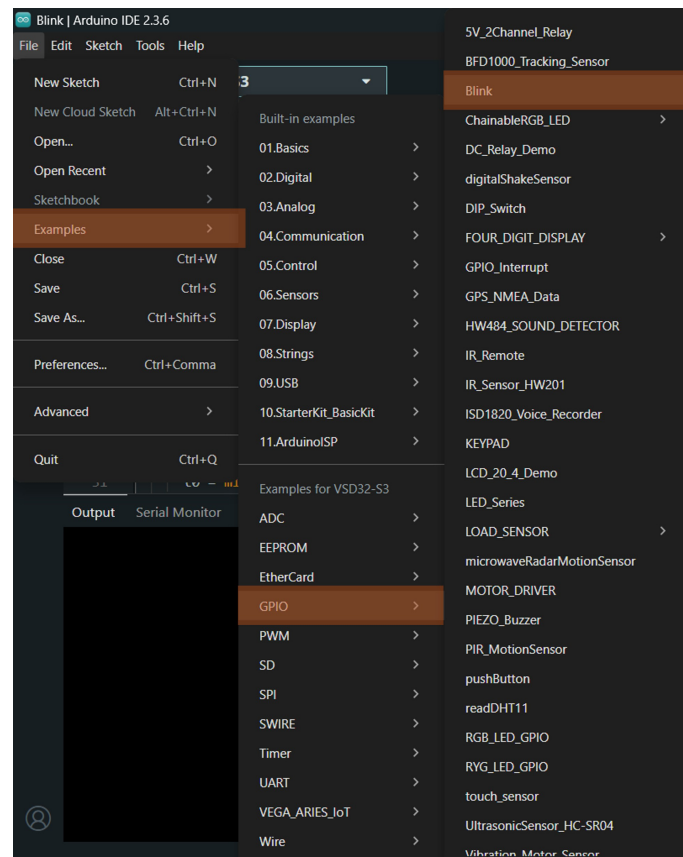 Blink | Arduino IDE 2.3.6
File Edit Sketch Tools Help
New Sketch Ctrl+N
New Cloud Sketch Alt+Ctrl+N
Open... Ctrl+O
Open Recent
Sketchbook
Examples
Close Ctrl+W
Save Ctrl+S
Save As... Ctrl+Shift+S
Preferences... Ctrl+Comma
Advanced
Quit Ctrl+Q
Output Serial Monitor
Built-in examples
01.Basics
02.Digital
03.Analog
04.Communication
05.Control
06.Sensors
07.Display
08.Strings
09.USB
10.StarterKit_BasicKit
11.ArduinoISP
Examples for VSD32-S3
ADC
EEPROM
EtherCard
GPIO
PWM
SD
SPI
SWIRE
Timer
UART
VEGA_ARIES_IoT
Wire
5V_2Channel_Relay
BFD1000_Tracking_Sensor
Blink
ChainableRGB_LED
DC_Relay_Demo
digitalShakeSensor
DIP_Switch
FOUR_DIGIT_DISPLAY
GPIO_Interrupt
GPS_NMEA_Data
HW484_SOUND_DETECTOR
IR_Remote
IR_Sensor_HW201
ISD1820_Voice_Recorder
KEYPAD
LCD_20_4_Demo
LED_Series
LOAD_SENSOR
microwaveRadarMotionSensor
MOTOR_DRIVER
PIEZO_Buzzer
PIR_MotionSensor
pushButton
readDHT11
RGB_LED_GPIO
RYG_LED_GPIO
touch_sensor
UltrasonicSensor_HC-SR04
Vibration_Motor_Sensor